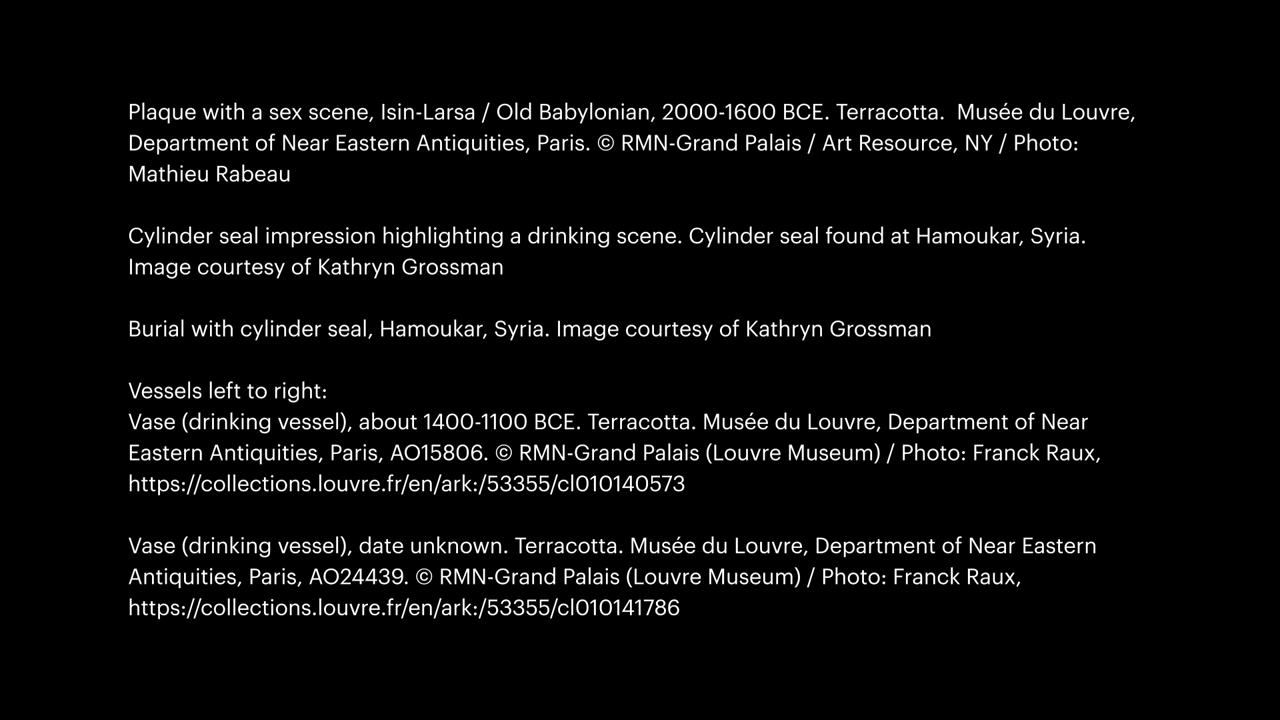 Plaque with a sex scene, Isin-Larsa / Old Babylonian, 2000-1600 BCE. Terracotta.  Musée du Louvre,
Department of Near Eastern Antiquities, Paris. © RMN-Grand Palais / Art Resource, NY / Photo:
Mathieu Rabeau
Cylinder seal impression highlighting a drinking scene. Cylinder seal found at Hamoukar, Syria.
Image courtesy of Kathryn Grossman
Burial with cylinder seal, Hamoukar, Syria. Image courtesy of Kathryn Grossman
Vessels left to right:
Vase (drinking vessel), about 1400-1100 BCE. Terracotta. Musée du Louvre, Department of Near
Eastern Antiquities, Paris, AO15806. © RMN-Grand Palais (Louvre Museum) / Photo: Franck Raux,
https://collections.louvre.fr/en/ark:/53355/cl010140573
Vase (drinking vessel), date unknown. Terracotta. Musée du Louvre, Department of Near Eastern
Antiquities, Paris, AO24439. © RMN-Grand Palais (Louvre Museum) / Photo: Franck Raux,
https://collections.louvre.fr/en/ark:/53355/cl010141786